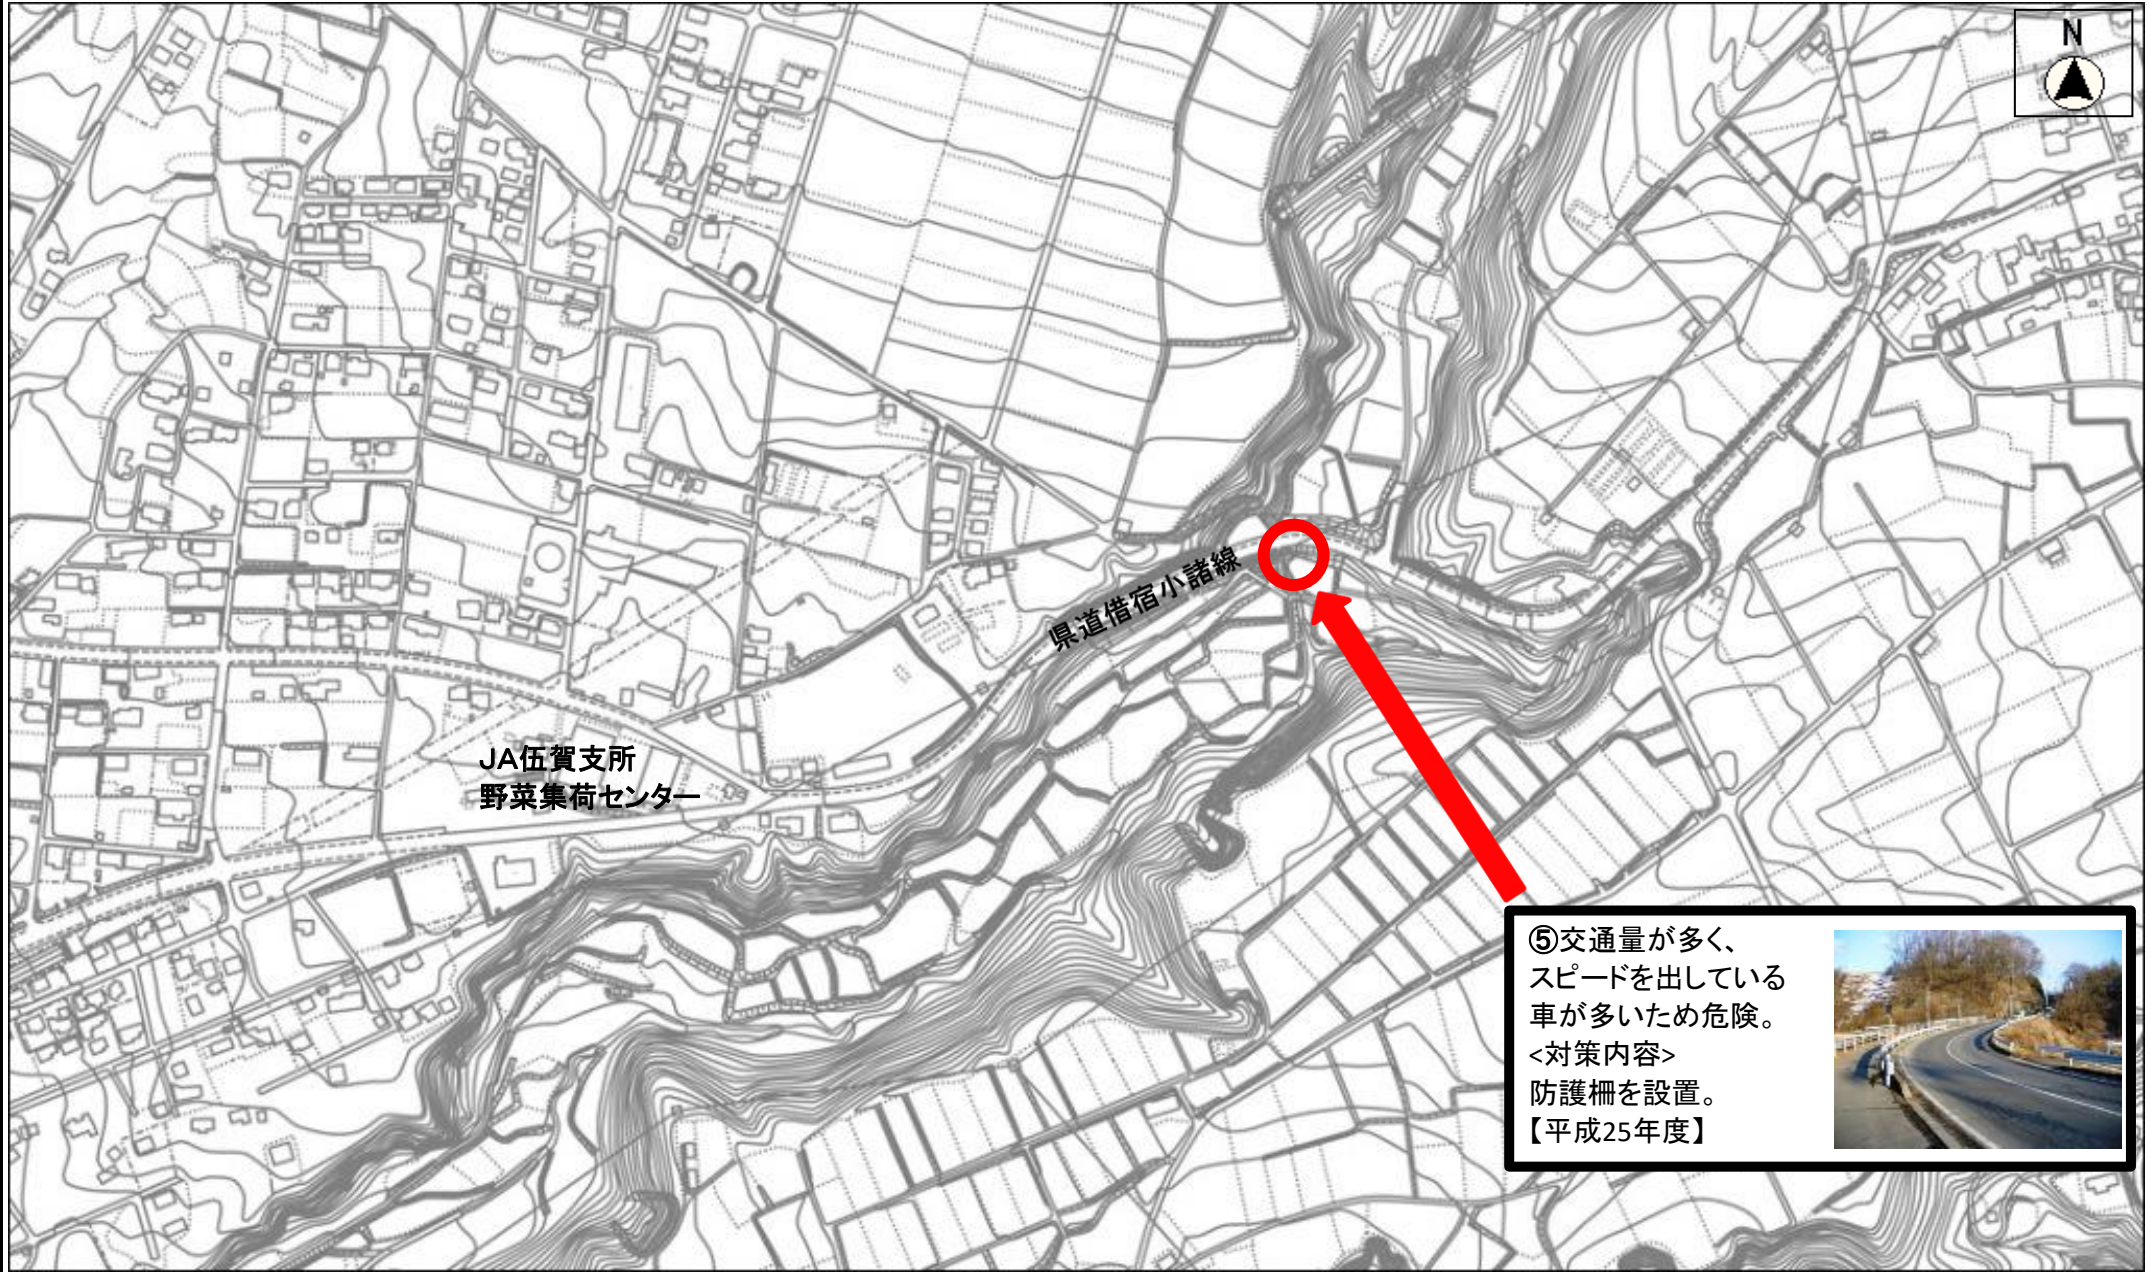 N
県道借宿小諸線
JA伍賀支所
野菜集荷センター
⑤交通量が多く、
スピードを出している
車が多いため危険。
<対策内容>
防護柵を設置。
【平成25年度】